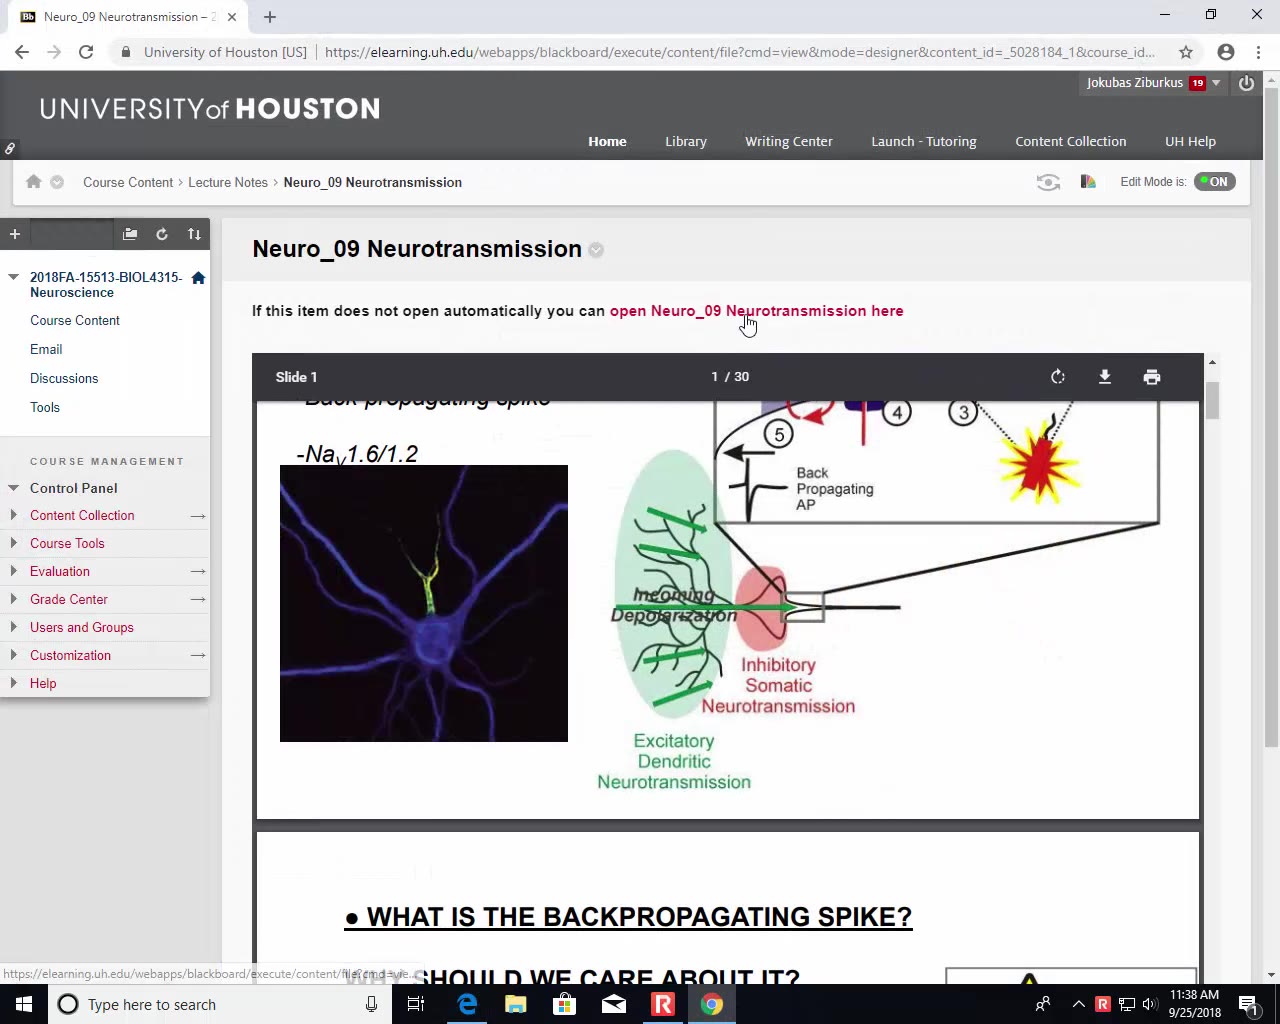 Neuro_09 Neurotransmission – 2
University of Houston [US]
https://elearning.uh.edu/webapps/blackboard/execute/content/file?cmd=view&mode=designer&content_id=_5028184_1&course_id...
Jokubas Ziburkus 19
UNIVERSITY of HOUSTON
Home Library Writing Center Launch - Tutoring Content Collection UH Help
Course Content > Lecture Notes > Neuro_09 Neurotransmission
Edit Mode is: ON
2018FA-15513-BIOL4315-
Neuroscience
Course Content
Email
Discussions
Tools
COURSE MANAGEMENT
Control Panel
Content Collection
Course Tools
Evaluation
Grade Center
Users and Groups
Customization
Help
Neuro_09 Neurotransmission
If this item does not open automatically you can open Neuro_09 Neurotransmission here
Slide 1
1 / 30
-Back-propagating spike
-NaV1.6/1.2
5
4
3
Back
Propagating
AP
Incoming
Depolarization
Inhibitory
Somatic
Neurotransmission
Excitatory
Dendritic
Neurotransmission
● WHAT IS THE BACKPROPAGATING SPIKE?
WHY SHOULD WE CARE ABOUT IT?
https://elearning.uh.edu/webapps/blackboard/execute/content/file?cmd=vie...
Type here to search
11:38 AM
9/25/2018
1